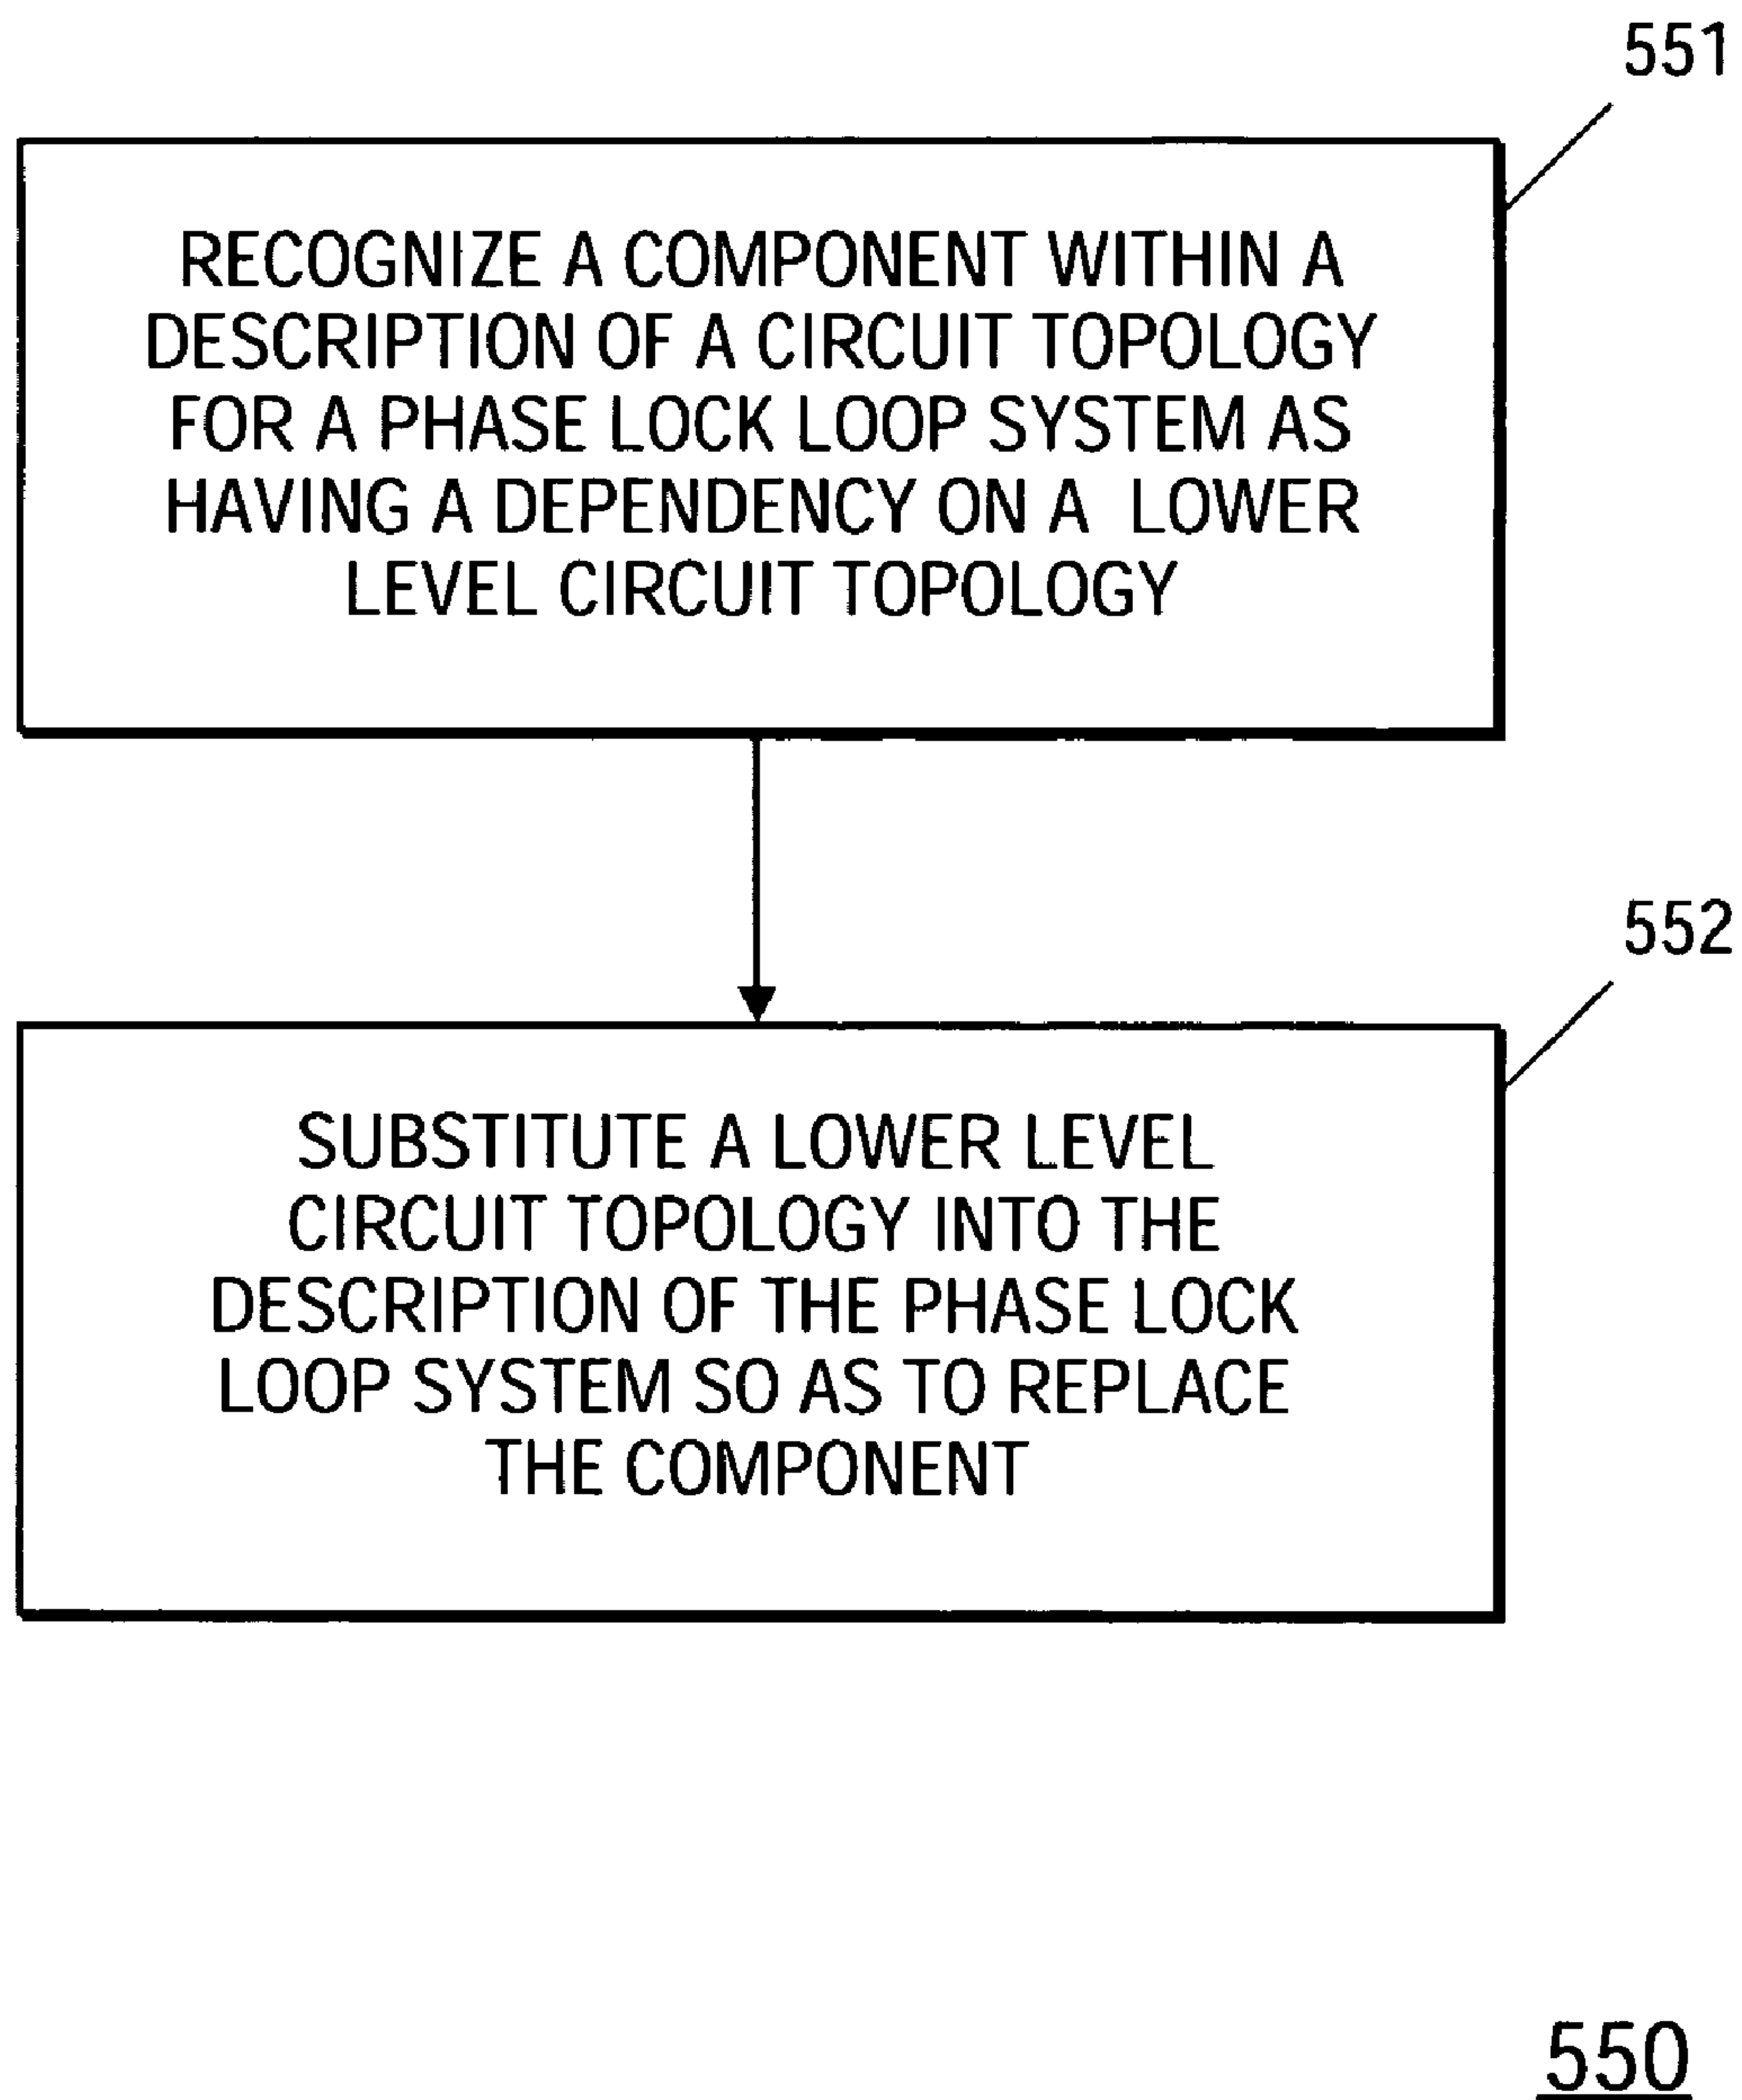 551
RECOGNIZE A COMPONENT WITHIN A
DESCRIPTION OF A CIRCUIT TOPOLOGY
FOR A PHASE LOCK LOOP SYSTEM AS
HAVING A DEPENDENCY ON A LOWER
LEVEL CIRCUIT TOPOLOGY
552
SUBSTITUTE A LOWER LEVEL
CIRCUIT TOPOLOGY INTO THE
DESCRIPTION OF THE PHASE LOCK
LOOP SYSTEM SO AS TO REPLACE
THE COMPONENT
550